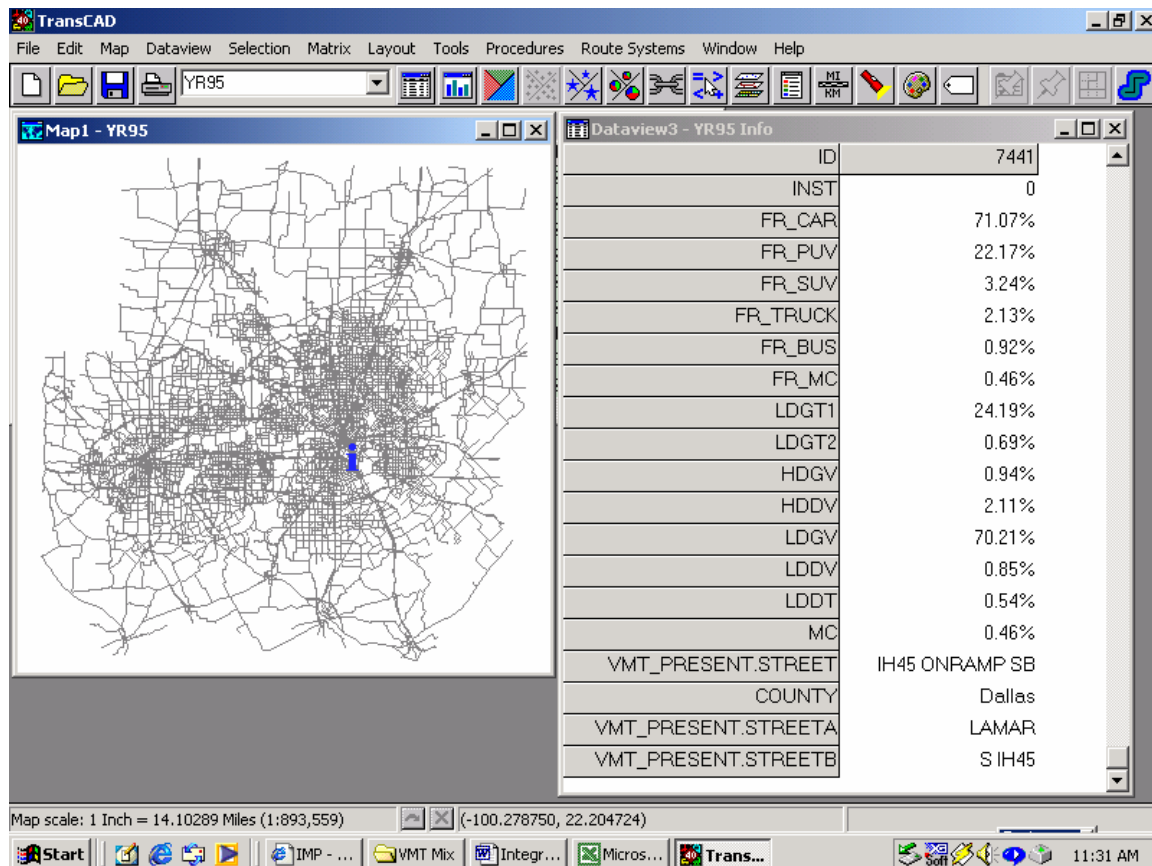 TransCAD
File Edit Map Dataview Selection Matrix Layout Tools Procedures Route Systems Window Help
YR95
MI
KM
Map1 - YR95
Dataview3 - YR95 Info
ID 7441
INST 0
FR_CAR 71.07%
FR_PUV 22.17%
FR_SUV 3.24%
FR_TRUCK 2.13%
FR_BUS 0.92%
FR_MC 0.46%
LDGT1 24.19%
LDGT2 0.69%
HDGV 0.94%
HDDV 2.11%
LDGV 70.21%
LDDV 0.85%
LDDT 0.54%
MC 0.46%
VMT_PRESENT.STREET IH45 ONRAMP SB
COUNTY Dallas
VMT_PRESENT.STREETA LAMAR
VMT_PRESENT.STREETB S IH45
i
Map scale: 1 Inch = 14.10289 Miles (1:893,559) (-100.278750, 22.204724)
Start IMP - ... VMT Mix Integr... Micros... Trans... 11:31 AM